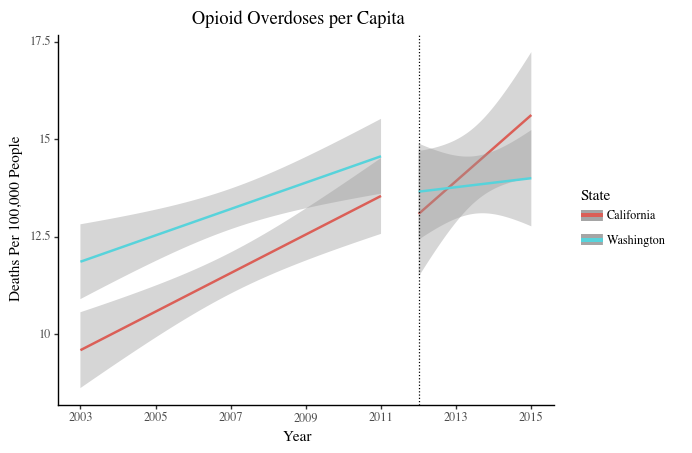 Opioid Overdoses per Capita
17.5
15
12.5
10
Deaths Per 100,000 People
2003 2005 2007 2009 2011 2013 2015
Year
State
California
Washington